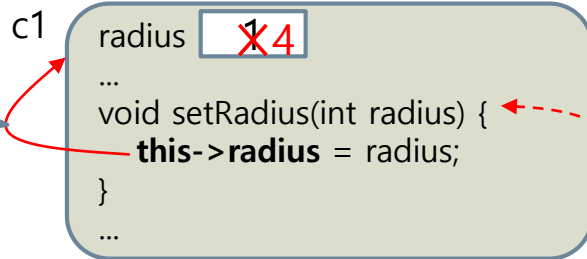 c1
radius 1 4
...
void setRadius(int radius) {
this->radius = radius;
}
...